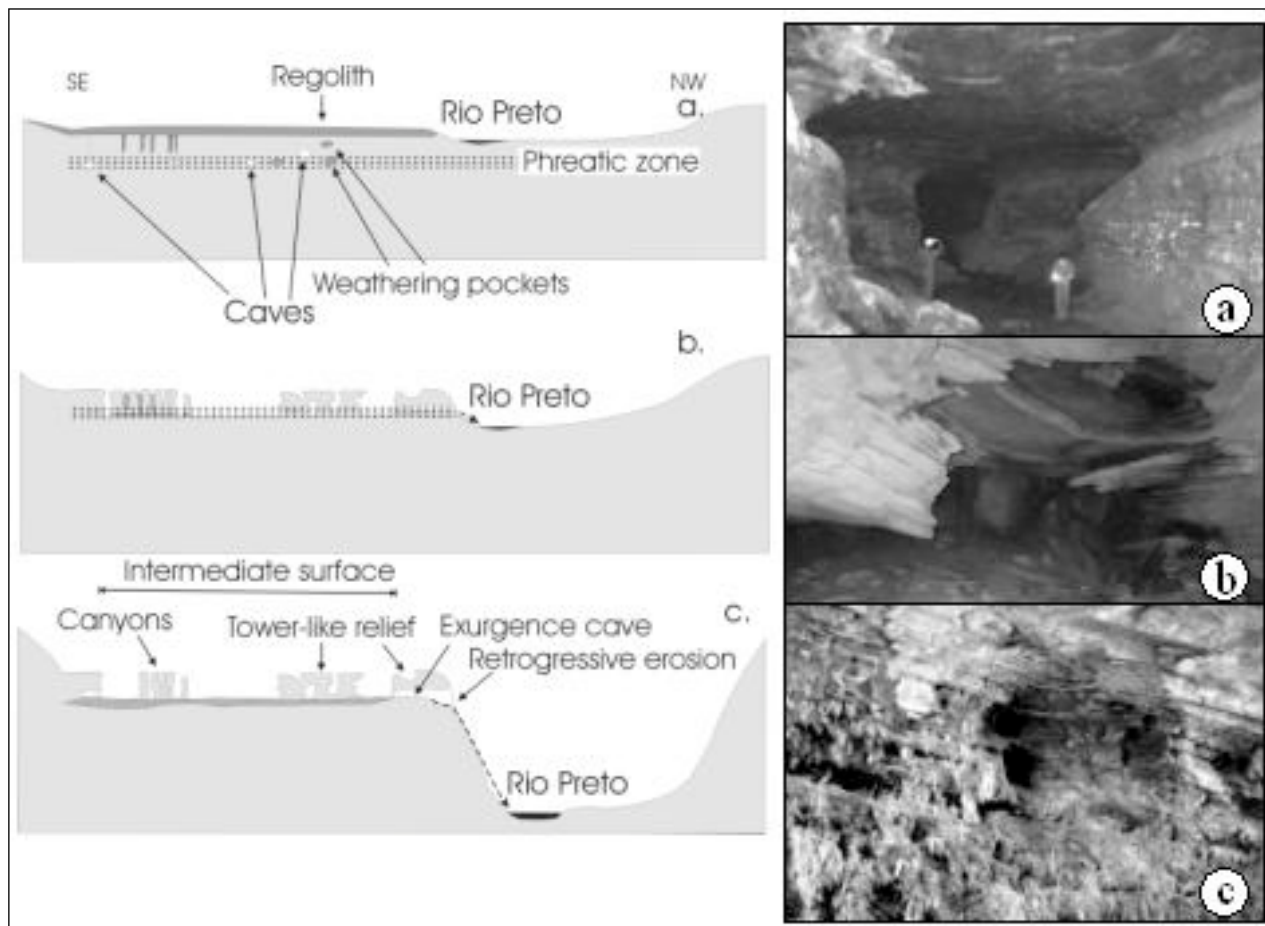 SE
Regolith
NW
a.
Rio Preto
Phreatic zone
Weathering pockets
Caves
b.
Rio Preto
Intermediate surface
Canyons
Tower-like relief
Exurgence cave
c.
Retrogressive erosion
Rio Preto
a
b
c